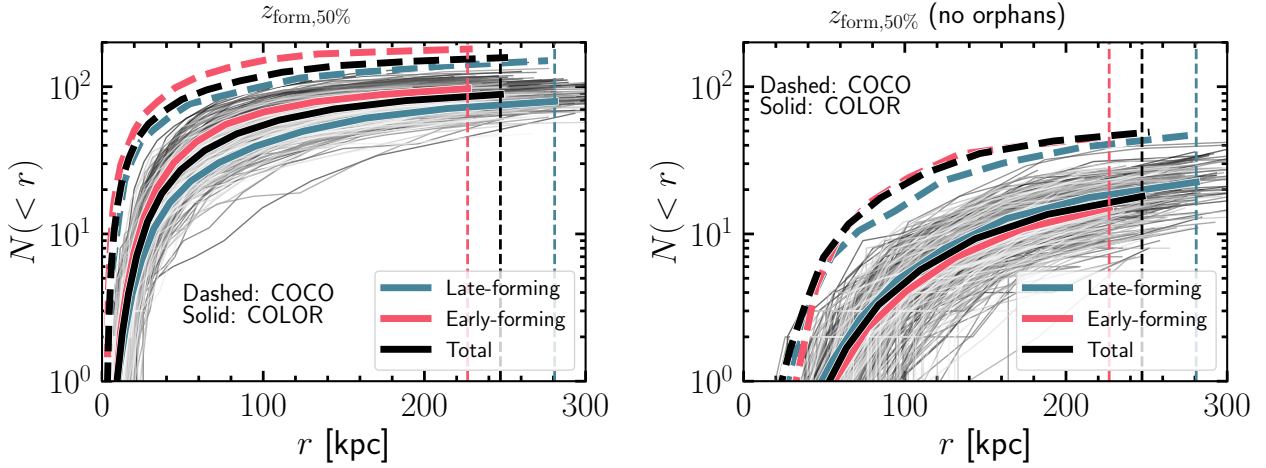 z_form,50%
N(< r)
10^2
10^1
10^0
Dashed: COCO
Solid: COLOR
Late-forming
Early-forming
Total
0 100 200 300
r [kpc]
z_form,50% (no orphans)
N(< r)
10^2
10^1
10^0
Dashed: COCO
Solid: COLOR
Late-forming
Early-forming
Total
0 100 200 300
r [kpc]